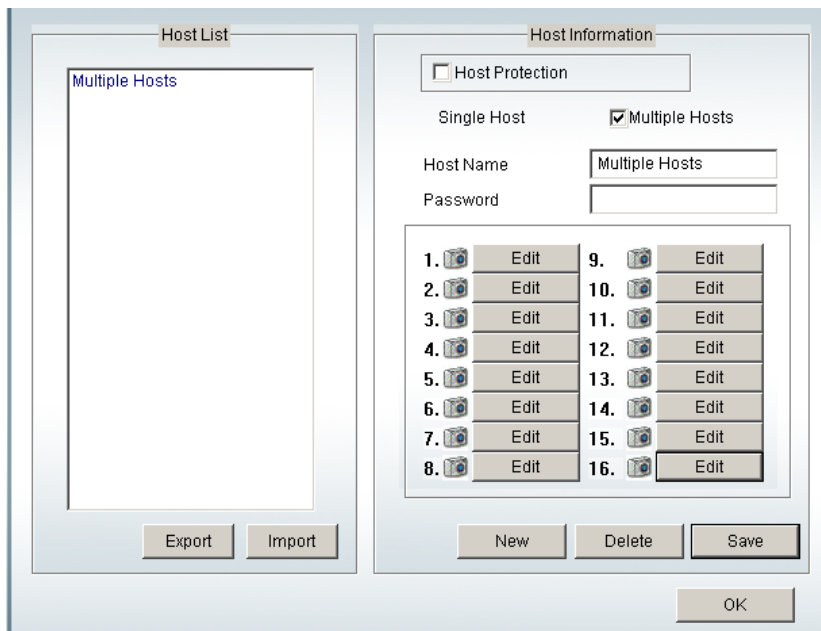 Host List
Multiple Hosts
Export Import
Host Information
Host Protection
Single Host Multiple Hosts
Host Name Multiple Hosts
Password
1. Edit 9. Edit
2. Edit 10. Edit
3. Edit 11. Edit
4. Edit 12. Edit
5. Edit 13. Edit
6. Edit 14. Edit
7. Edit 15. Edit
8. Edit 16. Edit
New Delete Save
OK